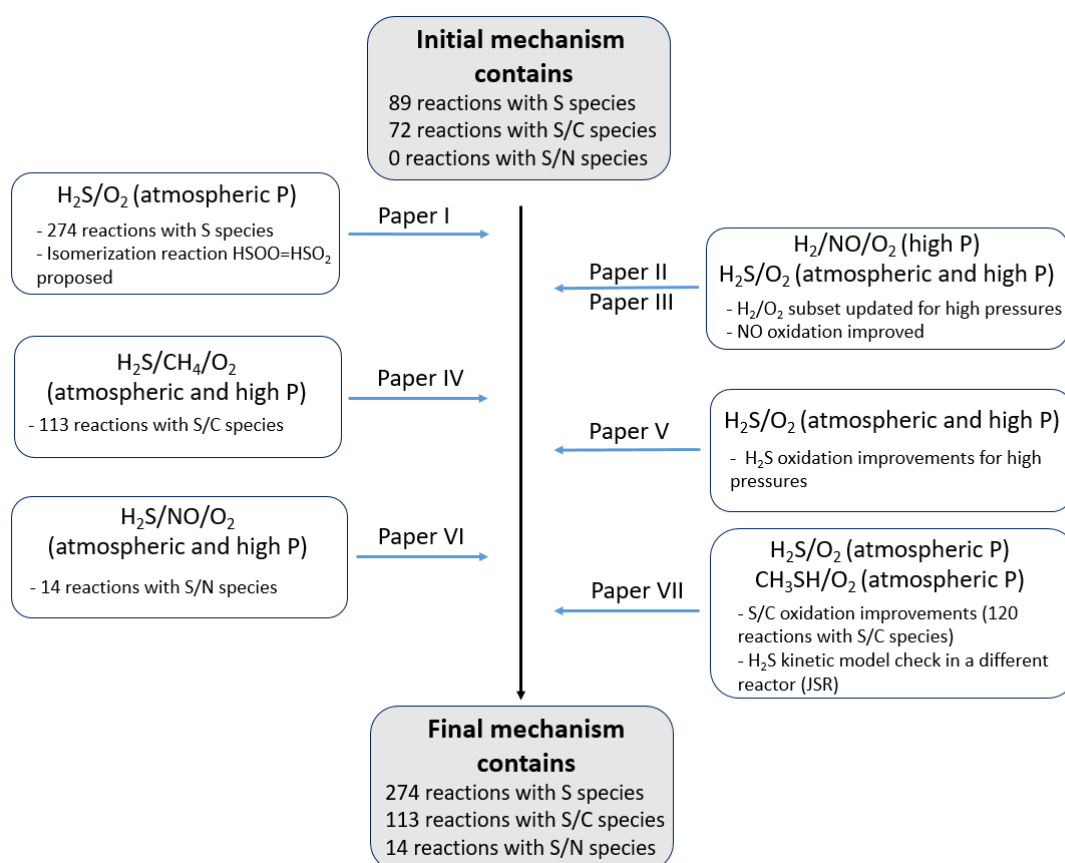 Initial mechanism
contains
89 reactions with S species
72 reactions with S/C species
0 reactions with S/N species
H₂S/O₂ (atmospheric P)
- 274 reactions with S species
- Isomerization reaction HSOO=HSO₂
proposed
Paper I
Paper II
Paper III
H₂/NO/O₂ (high P)
H₂S/O₂ (atmospheric and high P)
- H₂/O₂ subset updated for high pressures
- NO oxidation improved
H₂S/CH₄/O₂
(atmospheric and high P)
- 113 reactions with S/C species
Paper IV
Paper V
H₂S/O₂ (atmospheric and high P)
- H₂S oxidation improvements for high
pressures
H₂S/NO/O₂
(atmospheric and high P)
- 14 reactions with S/N species
Paper VI
Paper VII
H₂S/O₂ (atmospheric P)
CH₃SH/O₂ (atmospheric P)
- S/C oxidation improvements (120
reactions with S/C species)
- H₂S kinetic model check in a different
reactor (JSR)
Final mechanism
contains
274 reactions with S species
113 reactions with S/C species
14 reactions with S/N species